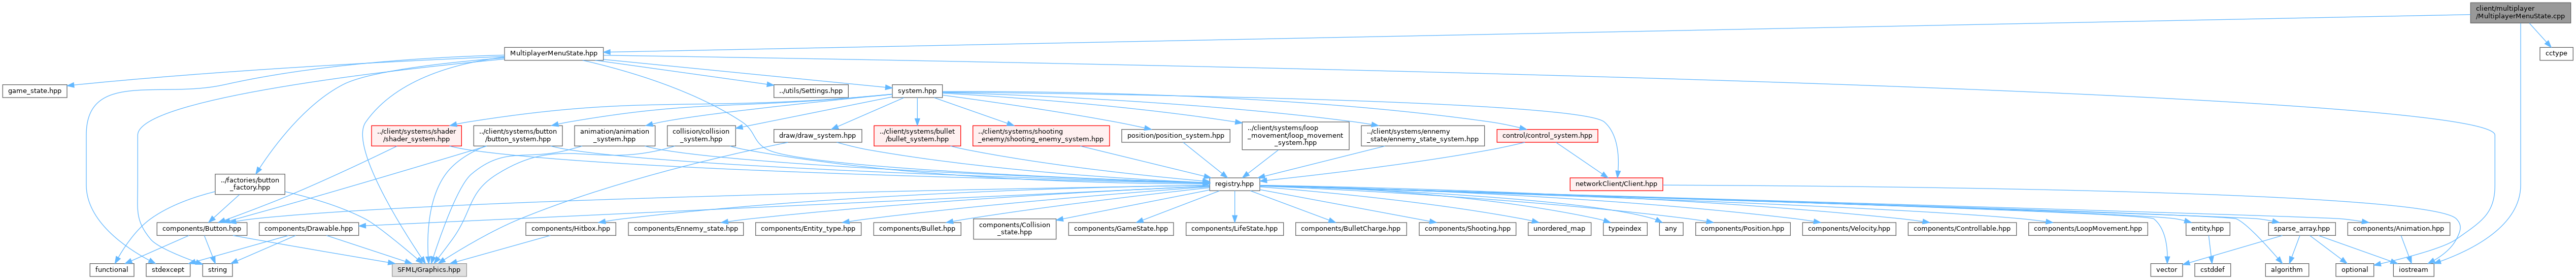 client/multiplayer
/MultiplayerMenuState.cpp
MultiplayerMenuState.hpp
cctype
game_state.hpp
../utils/Settings.hpp
system.hpp
../client/systems/shader
/shader_system.hpp
../client/systems/button
/button_system.hpp
animation/animation
_system.hpp
collision/collision
_system.hpp
draw/draw_system.hpp
../client/systems/bullet
/bullet_system.hpp
../client/systems/shooting
_enemy/shooting_enemy_system.hpp
position/position_system.hpp
../client/systems/loop
_movement/loop_movement
_system.hpp
../client/systems/ennemy
_state/ennemy_state_system.hpp
control/control_system.hpp
../factories/button
_factory.hpp
registry.hpp
networkClient/Client.hpp
components/Button.hpp
components/Drawable.hpp
components/Hitbox.hpp
components/Ennemy_state.hpp
components/Entity_type.hpp
components/Bullet.hpp
components/Collision
_state.hpp
components/GameState.hpp
components/LifeState.hpp
components/BulletCharge.hpp
components/Shooting.hpp
unordered_map
typeindex
any
components/Position.hpp
components/Velocity.hpp
components/Controllable.hpp
components/LoopMovement.hpp
entity.hpp
sparse_array.hpp
components/Animation.hpp
functional
stdexcept
string
SFML/Graphics.hpp
vector
cstddef
algorithm
optional
iostream